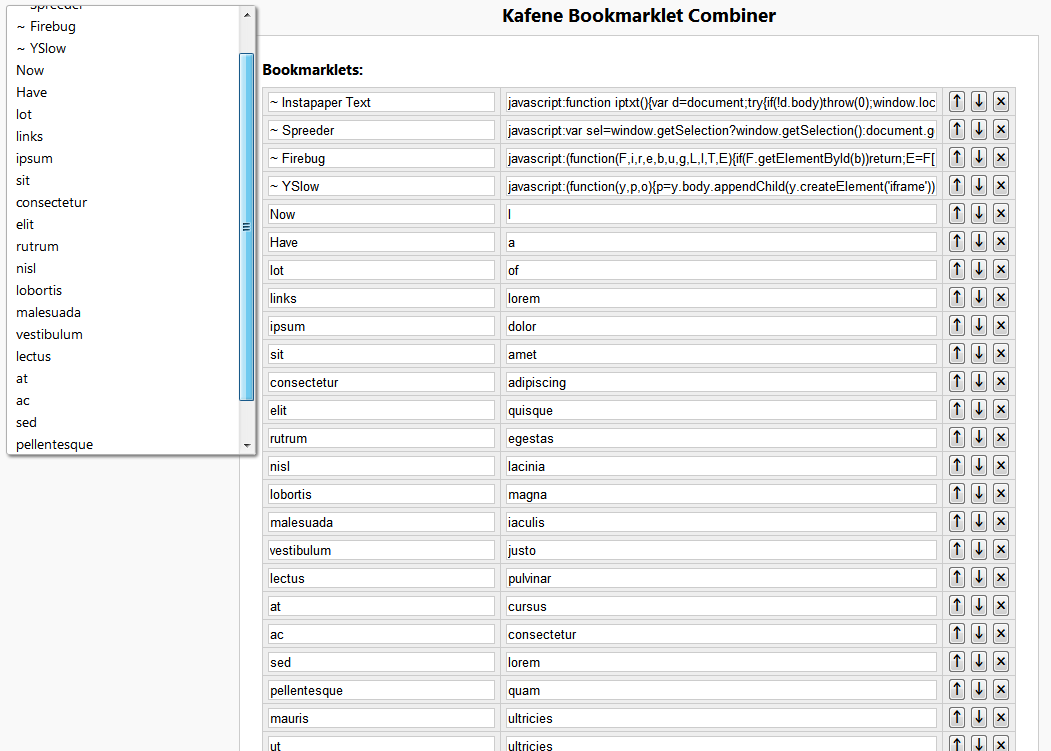 Spreeder
~ Firebug
~ YSlow
Now
Have
lot
links
ipsum
sit
consectetur
elit
rutrum
nisl
lobortis
malesuada
vestibulum
lectus
at
ac
sed
pellentesque
Kafene Bookmarklet Combiner
Bookmarklets:
~ Instapaper Text javascript:function iptxt(){var d=document;try{if(!d.body)throw(0);window.loc
~ Spreeder javascript:var sel=window.getSelection?window.getSelection():document.g
~ Firebug javascript:(function(F,i,r,e,b,u,g,L,I,T,E){if(F.getElementById(b))return;E=F[
~ YSlow javascript:(function(y,p,o){p=y.body.appendChild(y.createElement('iframe'))
Now I
Have a
lot of
links lorem
ipsum dolor
sit amet
consectetur adipiscing
elit quisque
rutrum egestas
nisl lacinia
lobortis magna
malesuada iaculis
vestibulum justo
lectus pulvinar
at cursus
ac consectetur
sed lorem
pellentesque quam
mauris ultricies
ut ultricies